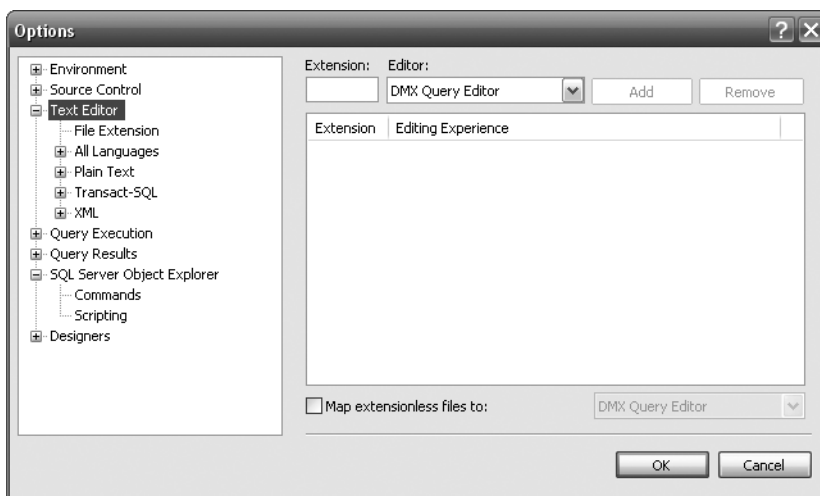 Options
Environment
Source Control
Text Editor
File Extension
All Languages
Plain Text
Transact-SQL
XML
Query Execution
Query Results
SQL Server Object Explorer
Commands
Scripting
Designers
Extension: Editor:
DMX Query Editor Add Remove
Extension Editing Experience
Map extensionless files to: DMX Query Editor
OK Cancel